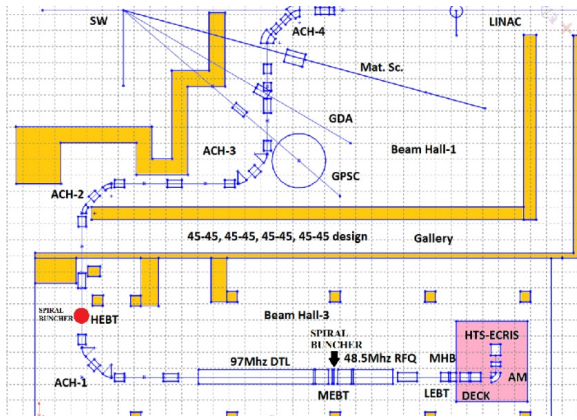 SW
ACH-4
LINAC
Mat. Sc.
GDA
ACH-3
Beam Hall-1
GPSC
ACH-2
45-45, 45-45, 45-45, 45-45 design
Gallery
SPIRAL
BUNCHER
HEBT
Beam Hall-3
SPIRAL
BUNCHER
HTS-ECRIS
97Mhz DTL
48.5Mhz RFQ
MHB
ACH-1
MEBT
LEBT
DECK
AM